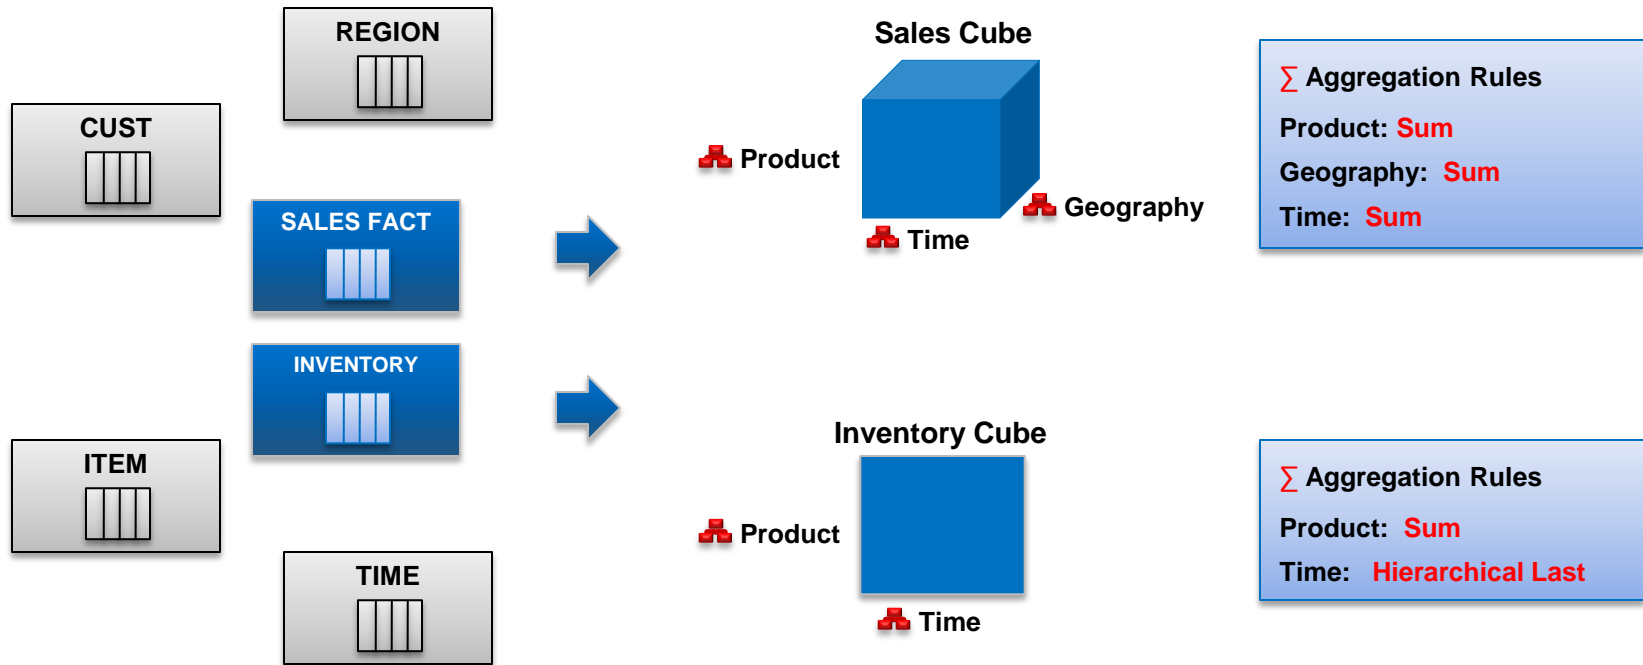 REGION
CUST
SALES FACT
INVENTORY
ITEM
TIME
Sales Cube
Product
Geography
Time
∑ Aggregation Rules
Product: Sum
Geography: Sum
Time: Sum
Inventory Cube
Product
Time
∑ Aggregation Rules
Product: Sum
Time: Hierarchical Last